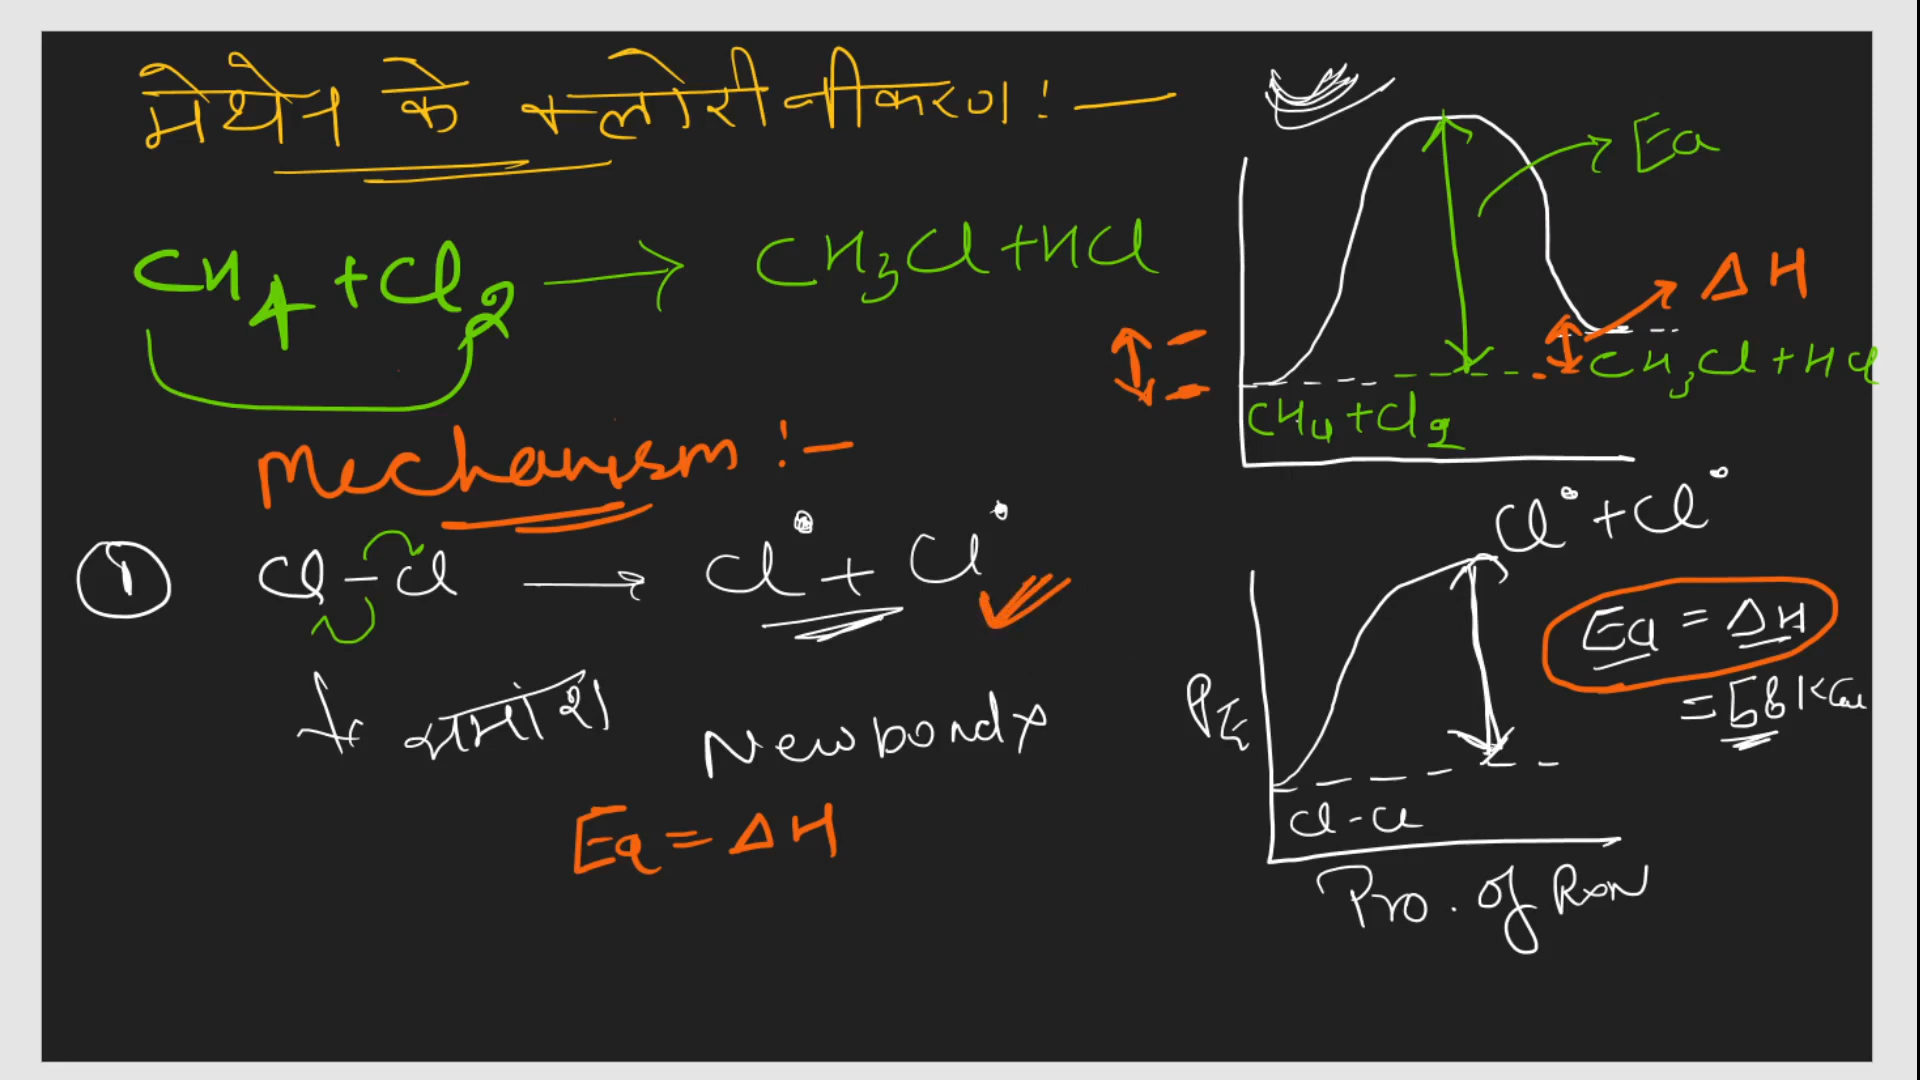 मेथेन के क्लोरीनीकरण :-
CH4 + Cl2 → CH3Cl + HCl
Mechanism :-
① Cl - Cl → Cl• + Cl•
New bond x
Ea = ΔH
Ea
ΔH
CH3Cl + HCl
CH4 + Cl2
Cl• + Cl•
Ea = ΔH
= 58 KCal
PE
Cl - Cl
Pro. of Rxn